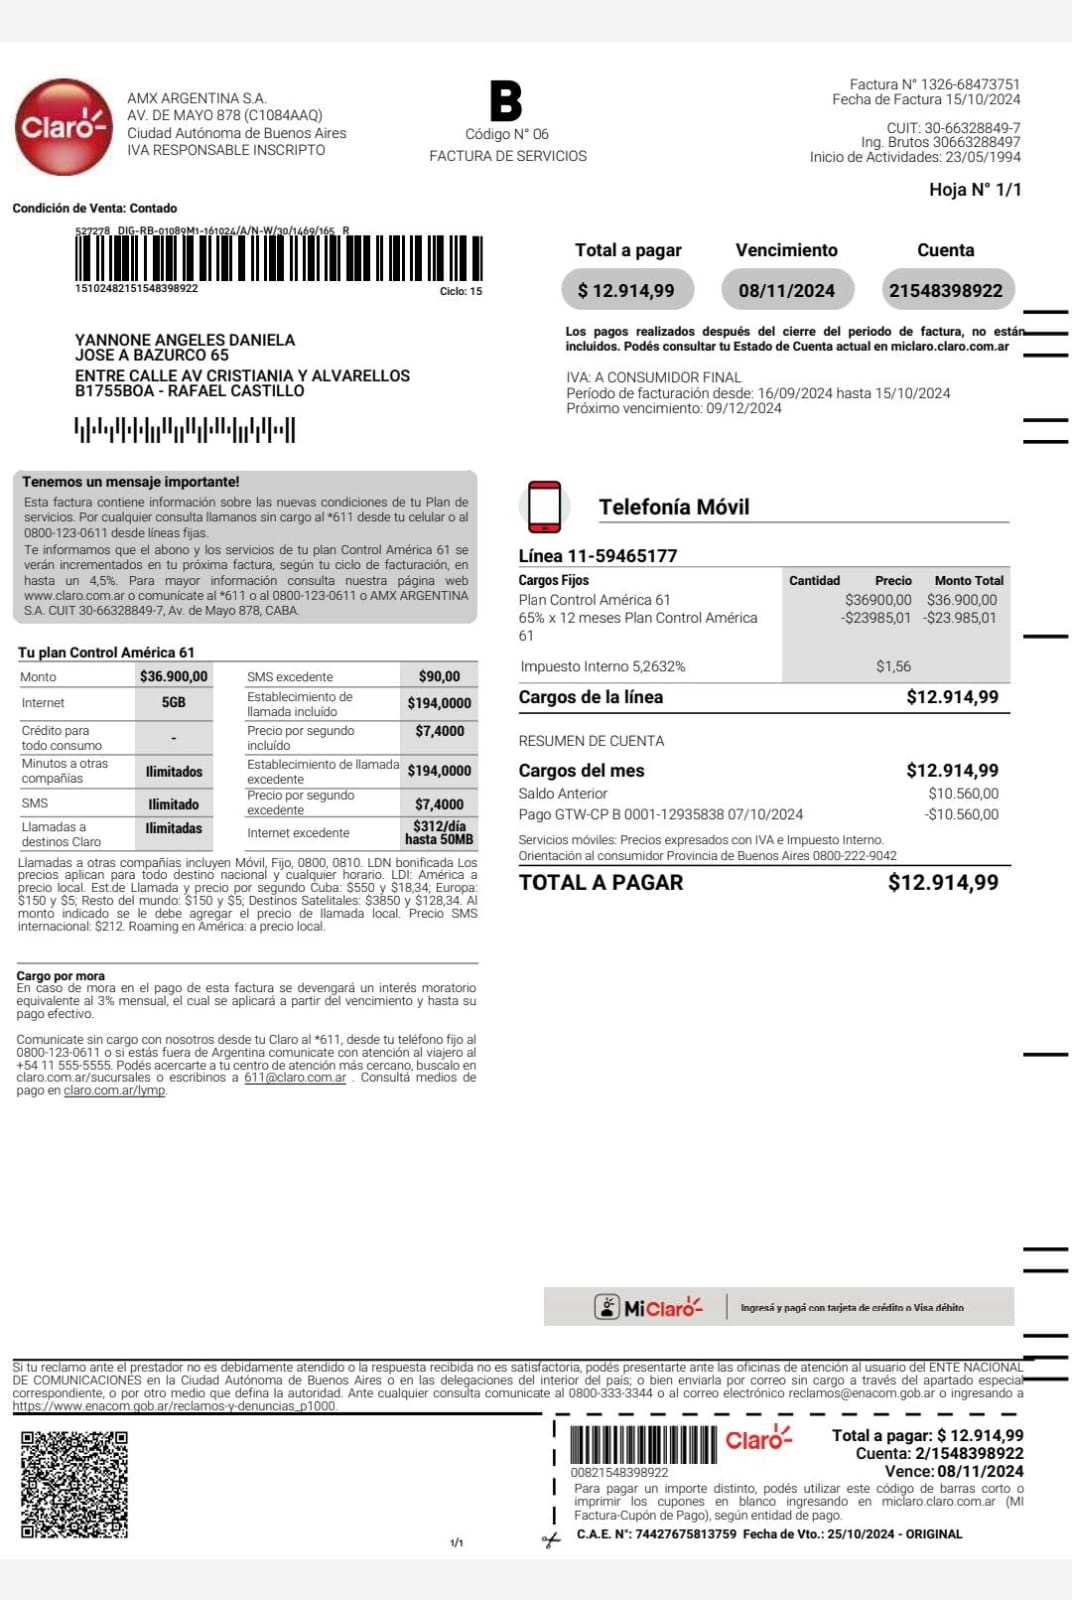 Claro
AMX ARGENTINA S.A.
AV. DE MAYO 878 (C1084AAQ)
Ciudad Autónoma de Buenos Aires
IVA RESPONSABLE INSCRIPTO
B
Código N° 06
FACTURA DE SERVICIOS
Factura N° 1326-68473751
Fecha de Factura 15/10/2024
CUIT: 30-66328849-7
Ing. Brutos 30663288497
Inicio de Actividades: 23/05/1994
Hoja N° 1/1
Condición de Venta: Contado
527278 DIG-RB-01089M1-161024/A/N-W/30/1469/165 R
15102482151548398922
Ciclo: 15
Total a pagar Vencimiento Cuenta
$ 12.914,99 08/11/2024 21548398922
Los pagos realizados después del cierre del periodo de factura, no están
incluidos. Podés consultar tu Estado de Cuenta actual en miclaro.claro.com.ar
YANNONE ANGELES DANIELA
JOSE A BAZURCO 65
ENTRE CALLE AV CRISTIANIA Y ALVARELLOS
B1755BOA - RAFAEL CASTILLO
IVA: A CONSUMIDOR FINAL
Período de facturación desde: 16/09/2024 hasta 15/10/2024
Próximo vencimiento: 09/12/2024
Tenemos un mensaje importante!
Esta factura contiene información sobre las nuevas condiciones de tu Plan de
servicios. Por cualquier consulta llamanos sin cargo al *611 desde tu celular o al
0800-123-0611 desde líneas fijas.
Te informamos que el abono y los servicios de tu plan Control América 61 se
verán incrementados en tu próxima factura, según tu ciclo de facturación, en
hasta un 4,5%. Para mayor información consulta nuestra página web
www.claro.com.ar o comunícate al *611 o al 0800-123-0611 o AMX ARGENTINA
S.A. CUIT 30-66328849-7, Av. de Mayo 878, CABA.
Tu plan Control América 61
Monto $36.900,00 SMS excedente $90,00
Internet 5GB Establecimiento de
llamada incluído $194,0000
Crédito para
todo consumo - Precio por segundo
incluído $7,4000
Minutos a otras
compañías Ilimitados Establecimiento de llamada
excedente $194,0000
SMS Ilimitado Precio por segundo
excedente $7,4000
Llamadas a
destinos Claro Ilimitadas Internet excedente $312/día
hasta 50MB
Llamadas a otras compañías incluyen Móvil, Fijo, 0800, 0810. LDN bonificada Los
precios aplican para todo destino nacional y cualquier horario. LDI: América a
precio local. Est.de Llamada y precio por segundo Cuba: $550 y $18,34; Europa:
$150 y $5; Resto del mundo: $150 y $5; Destinos Satelitales: $3850 y $128,34. Al
monto indicado se le debe agregar el precio de llamada local. Precio SMS
internacional: $212. Roaming en América: a precio local.
Cargo por mora
En caso de mora en el pago de esta factura se devengará un interés moratorio
equivalente al 3% mensual, el cual se aplicará a partir del vencimiento y hasta su
pago efectivo.
Comunicate sin cargo con nosotros desde tu Claro al *611, desde tu teléfono fijo al
0800-123-0611 o si estás fuera de Argentina comunicate con atención al viajero al
+54 11 555-5555. Podés acercarte a tu centro de atención más cercano, buscalo en
claro.com.ar/sucursales o escribinos a 611@claro.com.ar . Consultá medios de
pago en claro.com.ar/lymp.
Telefonía Móvil
Línea 11-59465177
Cargos Fijos Cantidad Precio Monto Total
Plan Control América 61 $36900,00 $36.900,00
65% x 12 meses Plan Control América -$23985,01 -$23.985,01
61
Impuesto Interno 5,2632% $1,56
Cargos de la línea $12.914,99
RESUMEN DE CUENTA
Cargos del mes $12.914,99
Saldo Anterior $10.560,00
Pago GTW-CP B 0001-12935838 07/10/2024 -$10.560,00
Servicios móviles: Precios expresados con IVA e Impuesto Interno.
Orientación al consumidor Provincia de Buenos Aires 0800-222-9042
TOTAL A PAGAR $12.914,99
MiClaro Ingresá y pagá con tarjeta de crédito o Visa débito
Si tu reclamo ante el prestador no es debidamente atendido o la respuesta recibida no es satisfactoria, podés presentarte ante las oficinas de atención al usuario del ENTE NACIONAL
DE COMUNICACIONES en la Ciudad Autónoma de Buenos Aires o en las delegaciones del interior del país; o bien enviarla por correo sin cargo a través del apartado especial
correspondiente, o por otro medio que defina la autoridad. Ante cualquier consulta comunicate al 0800-333-3344 o al correo electrónico reclamos@enacom.gob.ar o ingresando a
https://www.enacom.gob.ar/reclamos-y-denuncias_p1000.
Claro
00821548398922
Total a pagar: $ 12.914,99
Cuenta: 2/1548398922
Vence: 08/11/2024
Para pagar un importe distinto, podés utilizar este código de barras corto o
imprimir los cupones en blanco ingresando en miclaro.claro.com.ar (MI
Factura-Cupón de Pago), según entidad de pago.
C.A.E. N°: 74427675813759 Fecha de Vto.: 25/10/2024 - ORIGINAL
1/1